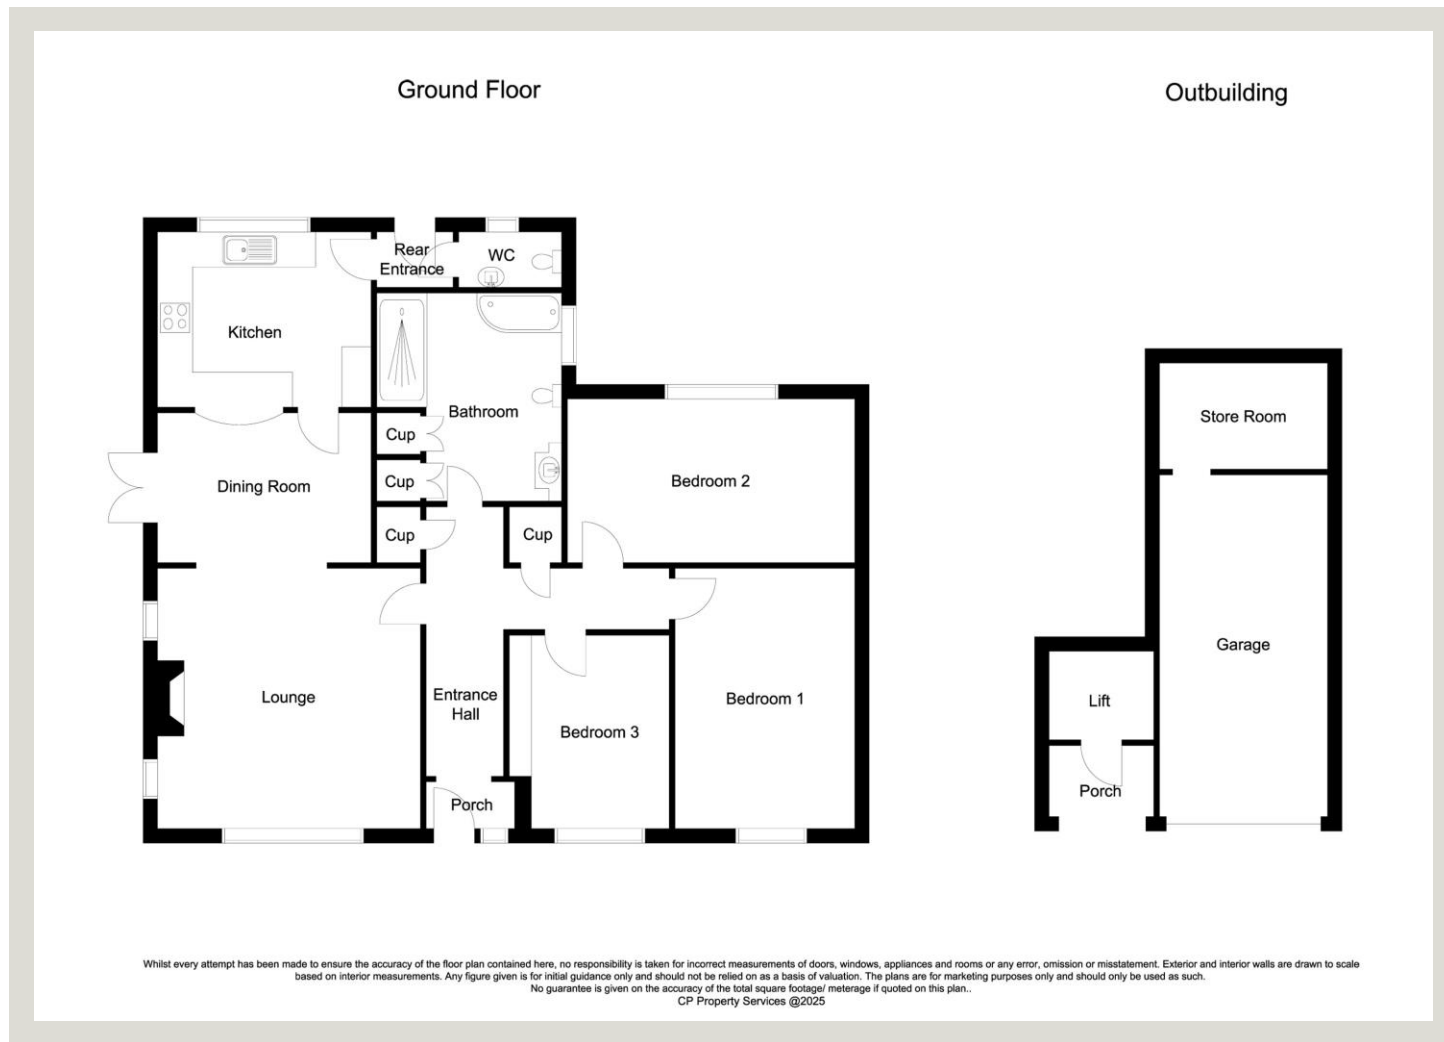 Ground Floor
Outbuilding
Rear
Entrance
WC
Kitchen
Bathroom
Cup
Cup
Dining Room
Bedroom 2
Cup
Cup
Lounge
Entrance
Hall
Bedroom 1
Bedroom 3
Porch
Store Room
Garage
Lift
Porch
Whilst every attempt has been made to ensure the accuracy of the floor plan contained here, no responsibility is taken for incorrect measurements of doors, windows, appliances and rooms or any error, omission or misstatement. Exterior and interior walls are drawn to scale
based on interior measurements. Any figure given is for initial guidance only and should not be relied on as a basis of valuation. The plans are for marketing purposes only and should only be used as such.
No guarantee is given on the accuracy of the total square footage/ meterage if quoted on this plan..
CP Property Services @2025